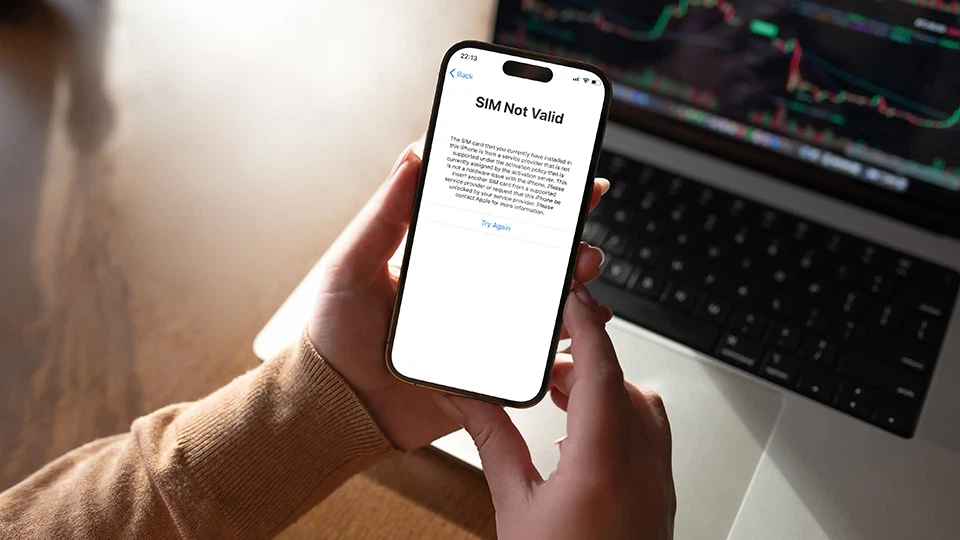 22:13
Back
SIM Not Valid
The SIM card that you currently have installed in
this iPhone is from a service provider that is not
supported under the activation policy that is
currently assigned by the activation server. This
is not a hardware issue with the iPhone. Please
insert another SIM card from a supported
service provider or request that this iPhone be
unlocked by your service provider. Please
contact Apple for more information.
Try Again